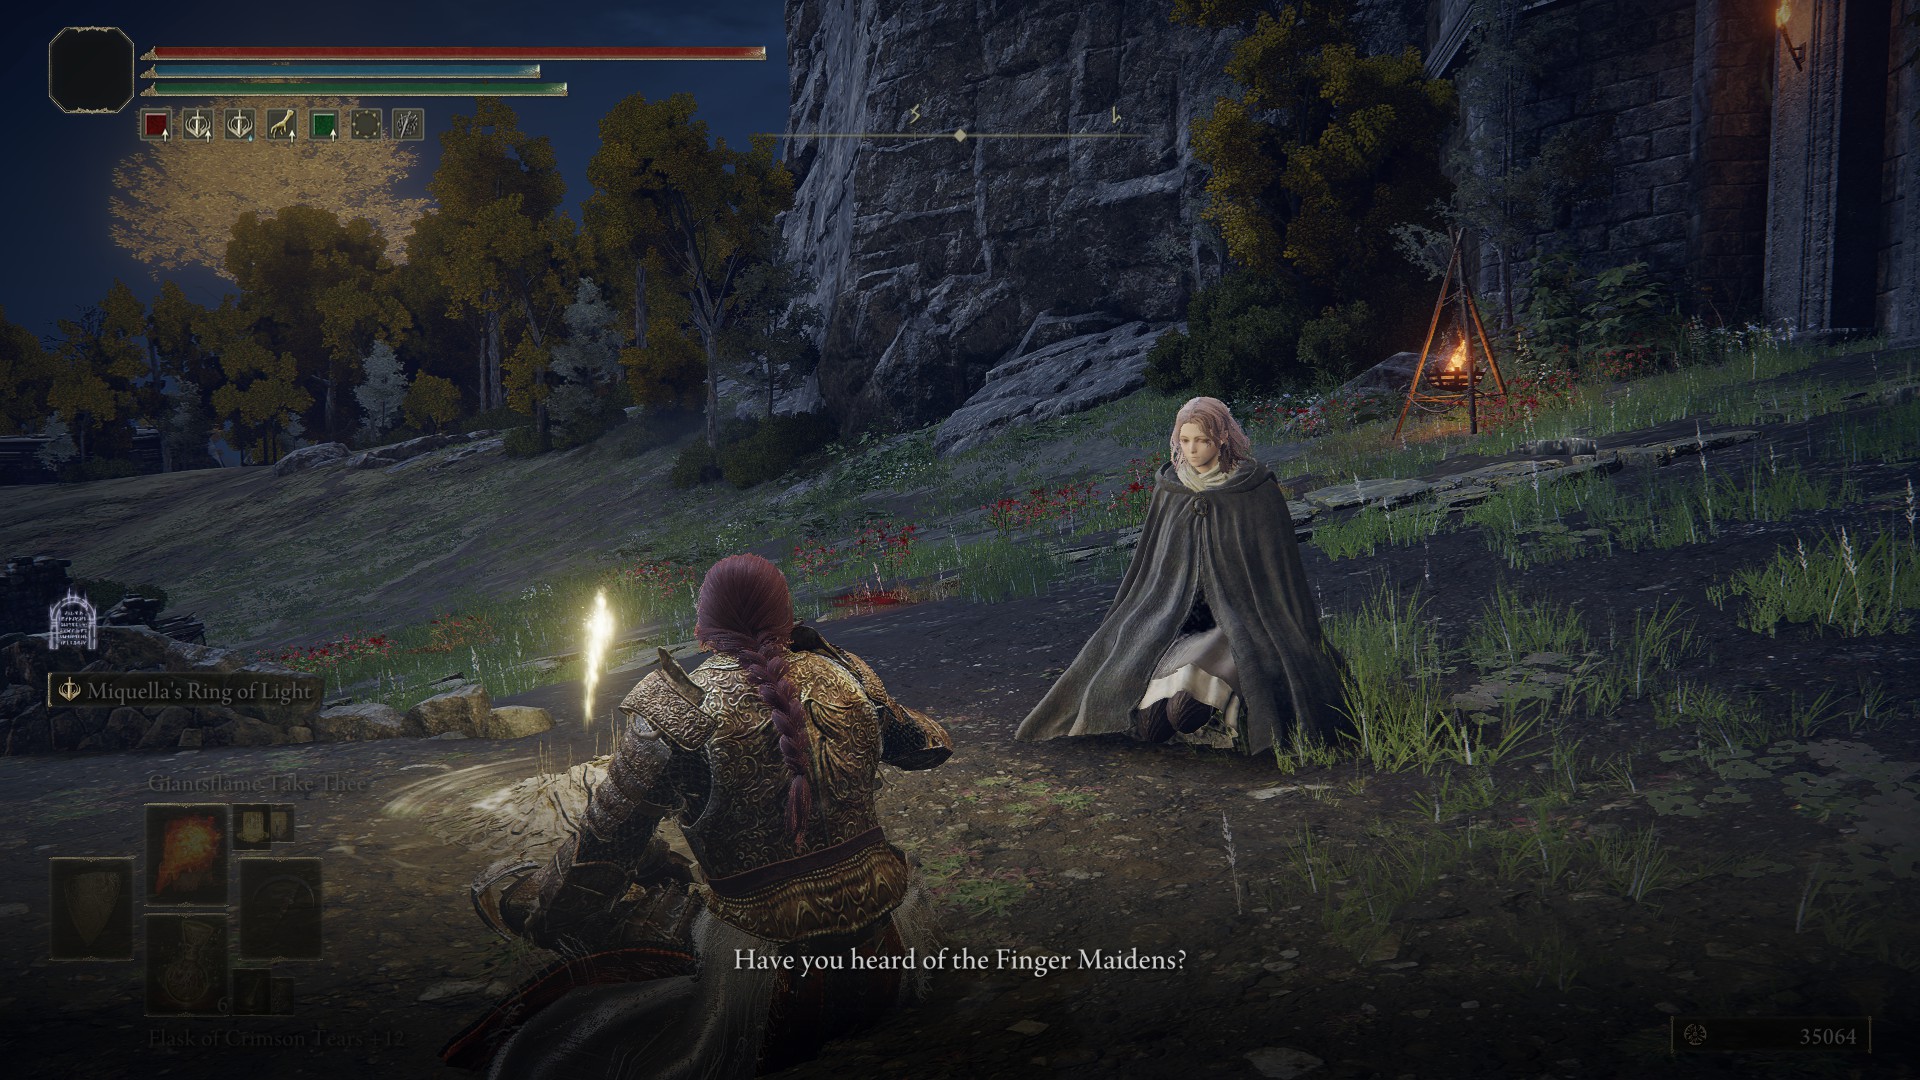 Miquella's Ring of Light
Giantsflame Take Thee
6
Flask of Crimson Tears +12
Have you heard of the Finger Maidens?
35064